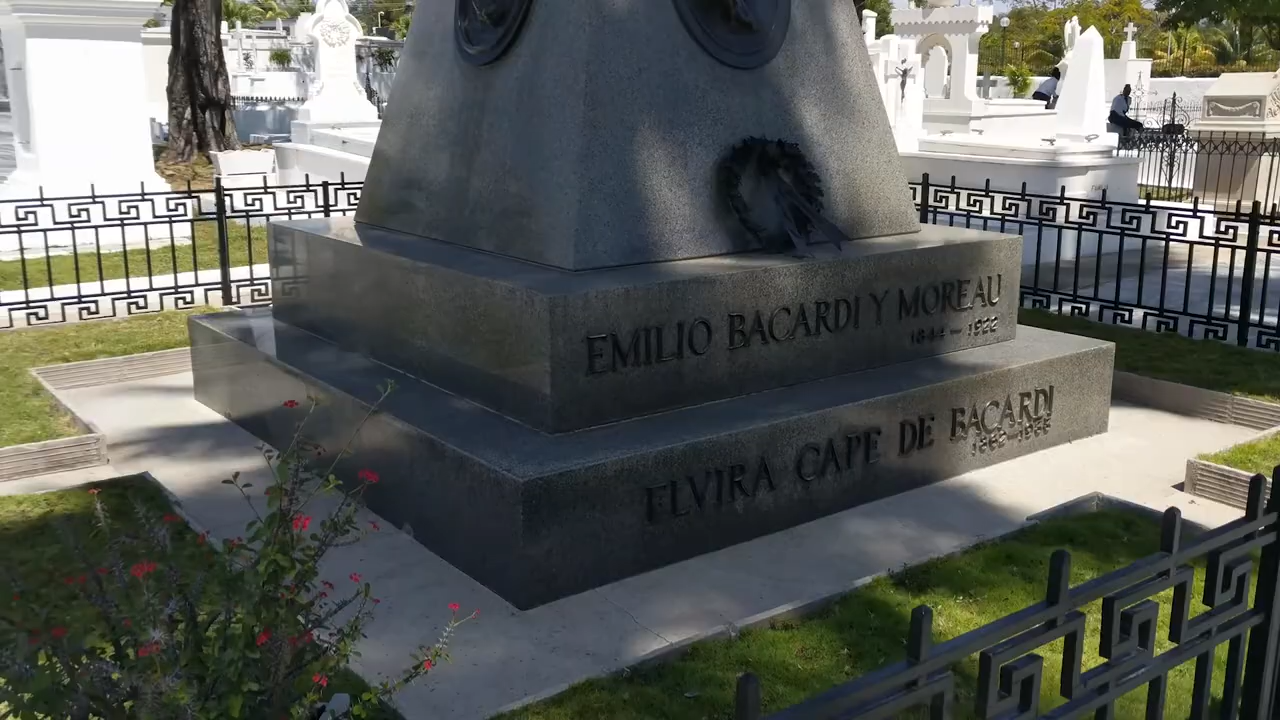 EMILIO BACARDI Y MOREAU
1844 – 1922
ELVIRA CAPE DE BACARDI